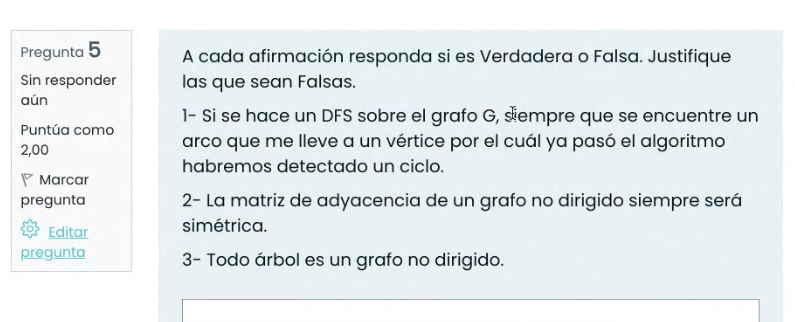 Pregunta 5
Sin responder
aún
Puntúa como
2,00
Marcar
pregunta
Editar
pregunta
A cada afirmación responda si es Verdadera o Falsa. Justifique
las que sean Falsas.
1- Si se hace un DFS sobre el grafo G, siempre que se encuentre un
arco que me lleve a un vértice por el cuál ya pasó el algoritmo
habremos detectado un ciclo.
2- La matriz de adyacencia de un grafo no dirigido siempre será
simétrica.
3- Todo árbol es un grafo no dirigido.